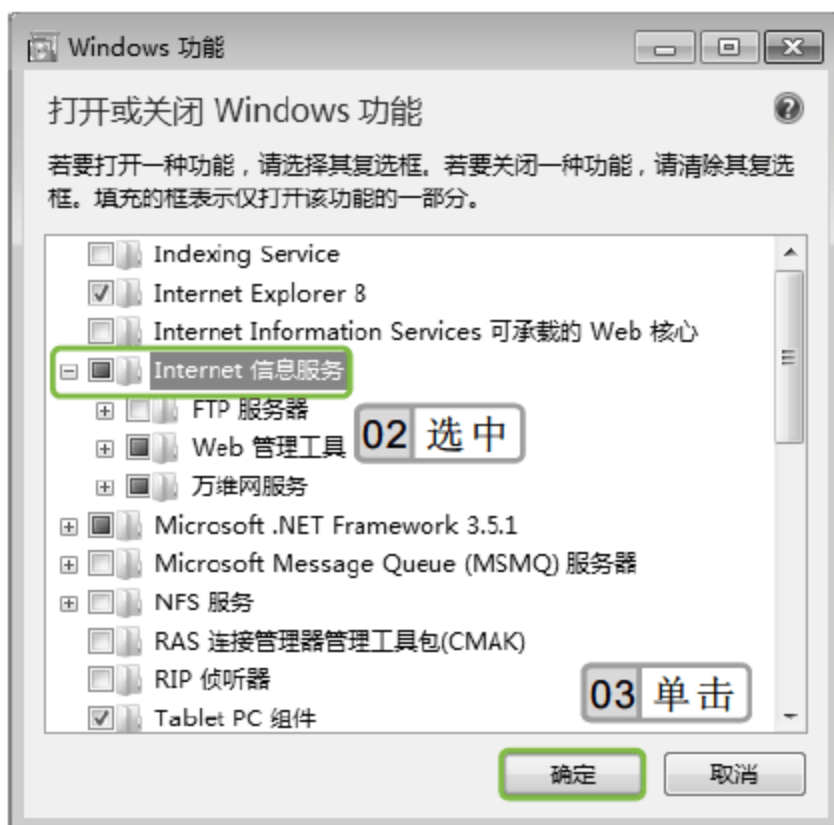 Windows 功能
打开或关闭 Windows 功能
若要打开一种功能，请选择其复选框。若要关闭一种功能，请清除其复选
框。填充的框表示仅打开该功能的一部分。
Indexing Service
Internet Explorer 8
Internet Information Services 可承载的 Web 核心
Internet 信息服务
FTP 服务器
02 选中
Web 管理工具
万维网服务
Microsoft .NET Framework 3.5.1
Microsoft Message Queue (MSMQ) 服务器
NFS 服务
RAS 连接管理器管理工具包(CMAK)
RIP 侦听器
03 单击
Tablet PC 组件
确定
取消